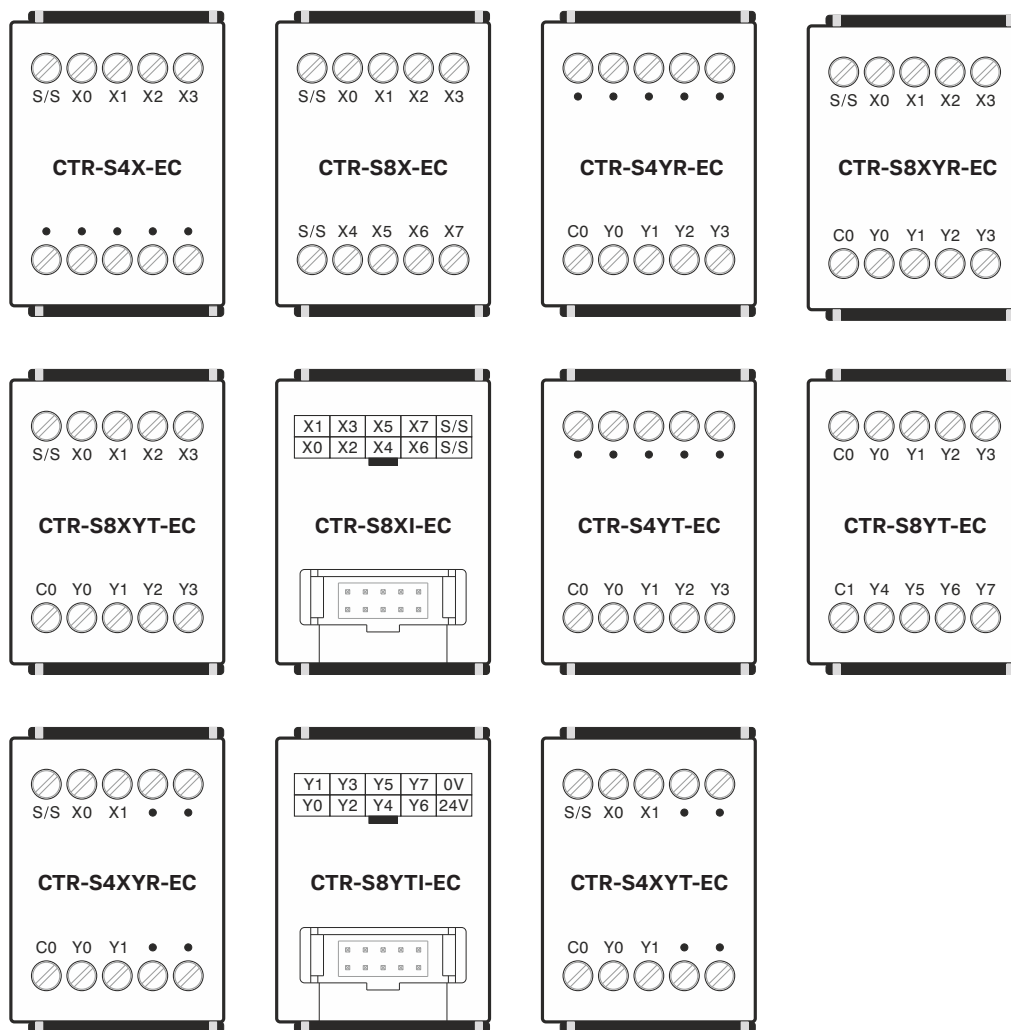 S/S X0 X1 X2 X3
CTR-S4X-EC
• • • • •
S/S X0 X1 X2 X3
CTR-S8X-EC
S/S X4 X5 X6 X7
• • • • •
CTR-S4YR-EC
C0 Y0 Y1 Y2 Y3
S/S X0 X1 X2 X3
CTR-S8XYR-EC
C0 Y0 Y1 Y2 Y3
S/S X0 X1 X2 X3
CTR-S8XYT-EC
C0 Y0 Y1 Y2 Y3
X1 X3 X5 X7 S/S
X0 X2 X4 X6 S/S
CTR-S8XI-EC
• • • • •
CTR-S4YT-EC
C0 Y0 Y1 Y2 Y3
C0 Y0 Y1 Y2 Y3
CTR-S8YT-EC
C1 Y4 Y5 Y6 Y7
S/S X0 X1 • •
CTR-S4XYR-EC
C0 Y0 Y1 • •
Y1 Y3 Y5 Y7 0V
Y0 Y2 Y4 Y6 24V
CTR-S8YTI-EC
S/S X0 X1 • •
CTR-S4XYT-EC
C0 Y0 Y1 • •